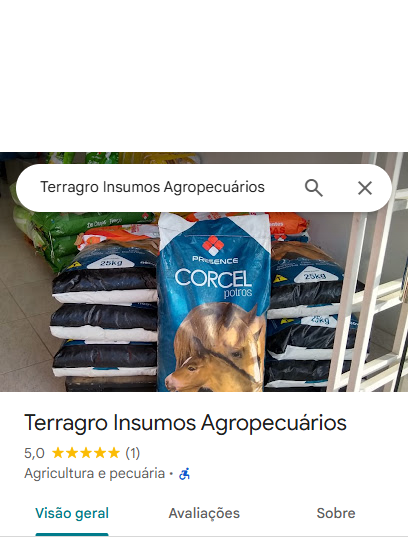 Terragro Insumos Agropecuários
25kg
PRESENCE
CORCEL
potros
25kg
25kg
Terragro Insumos Agropecuários
5,0 ★★★★★ (1)
Agricultura e pecuária ·
Visão geral
Avaliações
Sobre